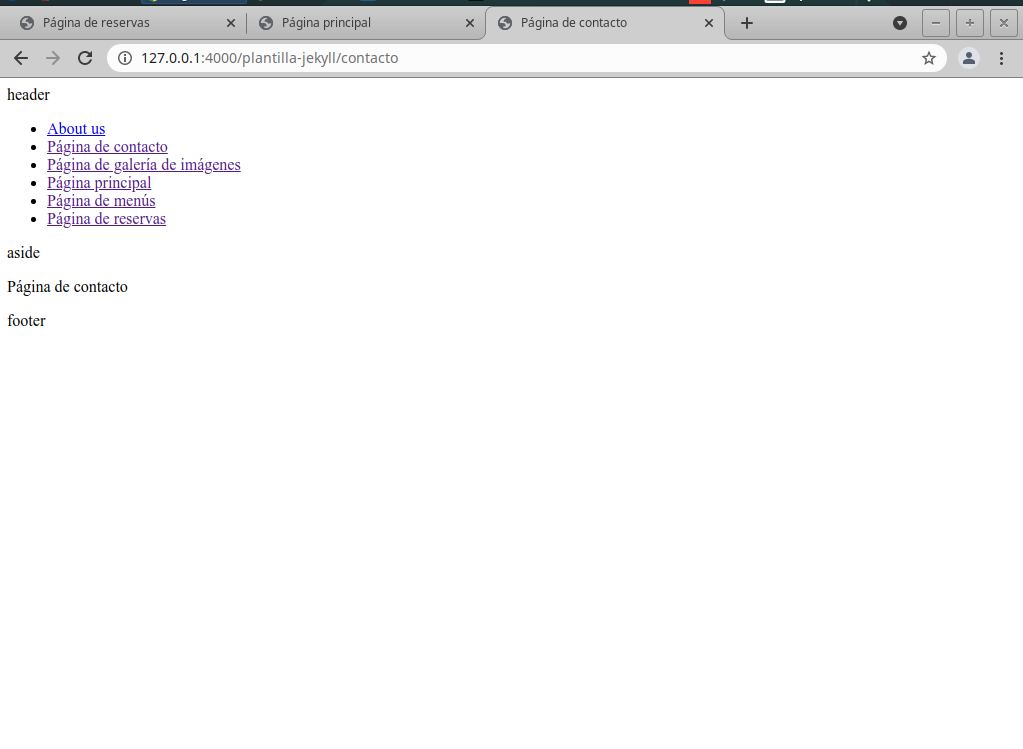 Página de reservas
Página principal
Página de contacto
127.0.0.1:4000/plantilla-jekyll/contacto
header
About us
Página de contacto
Página de galería de imágenes
Página principal
Página de menús
Página de reservas
aside
Página de contacto
footer